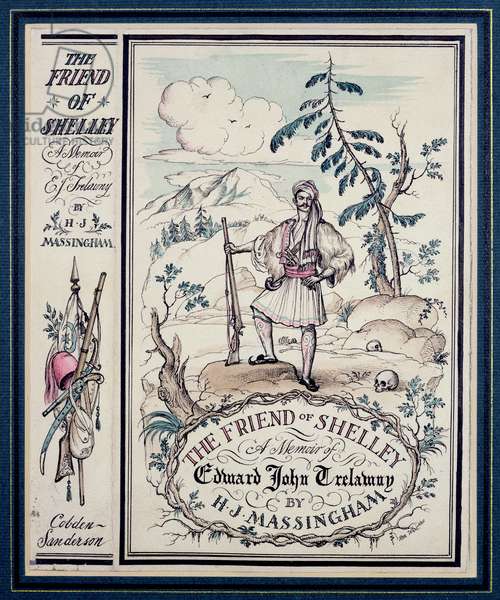 THE
FRIEND
OF
SHELLEY
A Memoir
of
E J Trelawny
BY
H·J
MASSINGHAM
Cobden-
Sanderson
THE FRIEND OF SHELLEY
A Memoir of
Edward John Trelawny
BY
H·J·MASSINGHAM